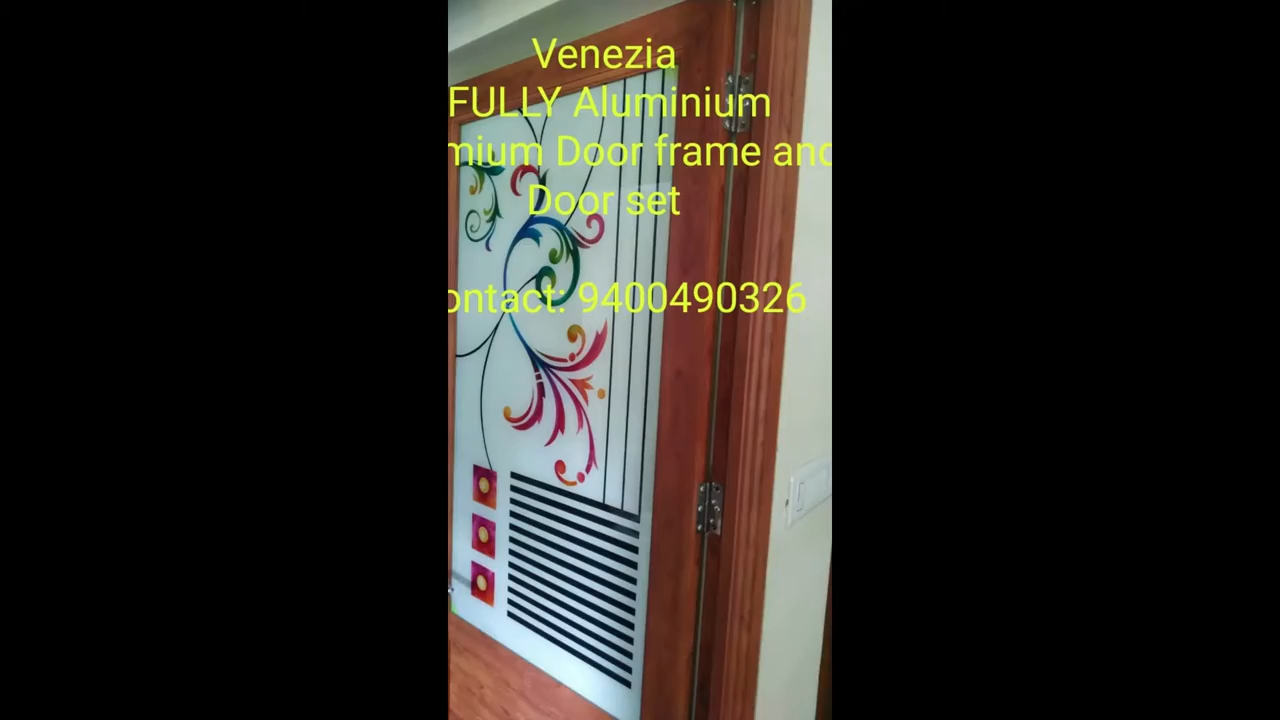 Venezia
FULLY Aluminium
mium Door frame and
Door set
ontact: 9400490326